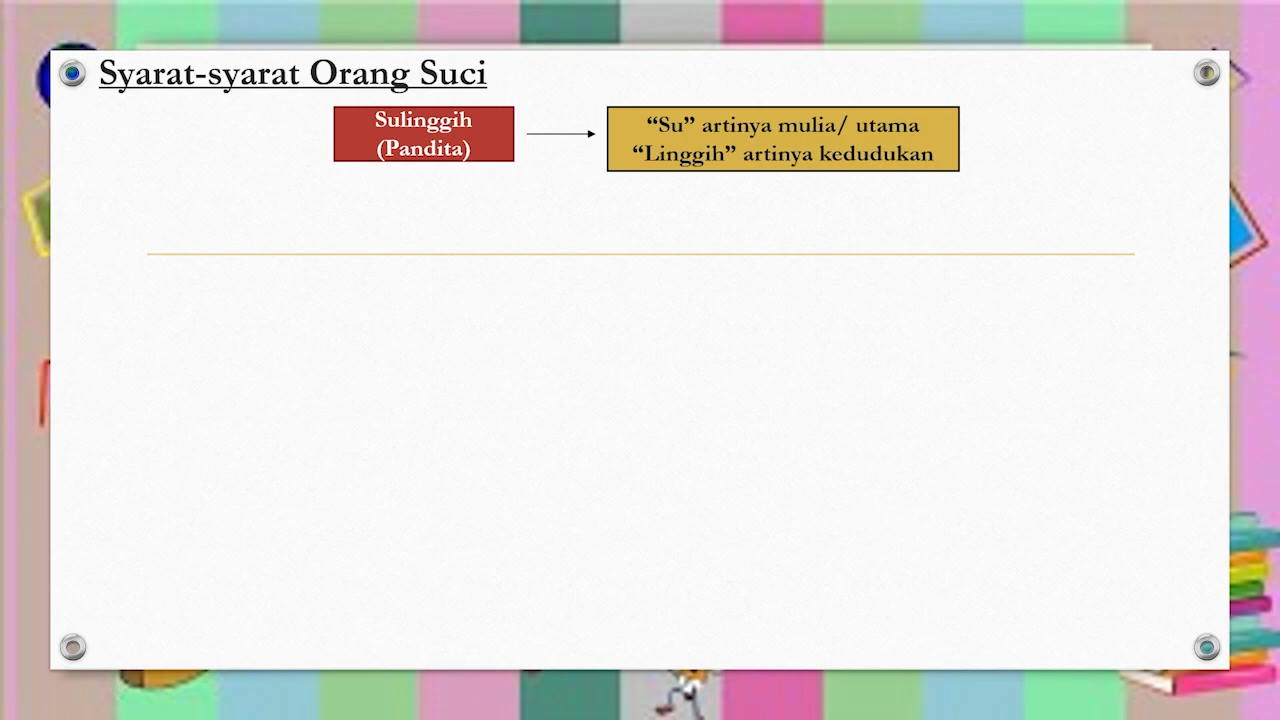 Syarat-syarat Orang Suci
Sulinggih
(Pandita)
“Su” artinya mulia/ utama
“Linggih” artinya kedudukan